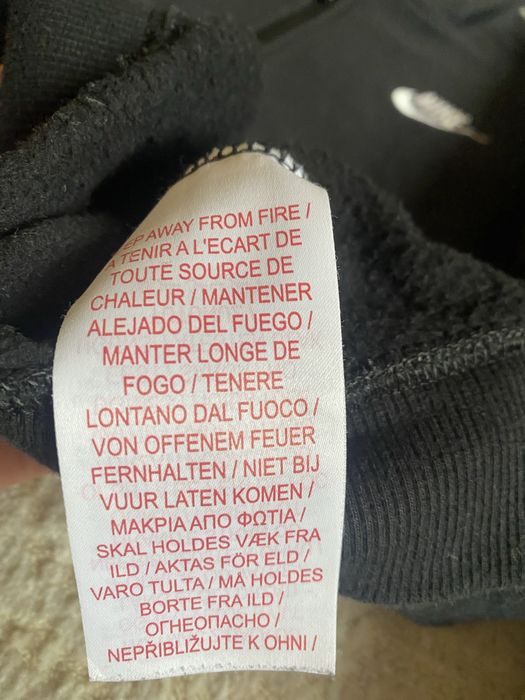 AWAY FROM FIRE /
A TENIR A L'ECART DE
TOUTE SOURCE DE
CHALEUR / MANTENER
ALEJADO DEL FUEGO /
MANTER LONGE DE
FOGO / TENERE
LONTANO DAL FUOCO /
VON OFFENEM FEUER
FERNHALTEN / NIET BIJ
VUUR LATEN KOMEN /
ΜΑΚΡΙΑ ΑΠΟ ΦΩΤΙΑ /
SKAL HOLDES VÆK FRA
ILD / AKTAS FÖR ELD /
VARO TULTA / MÅ HOLDES
BORTE FRA ILD /
ОГНЕОПАСНО /
NEPŘIBLIŽUJTE K OHNI /